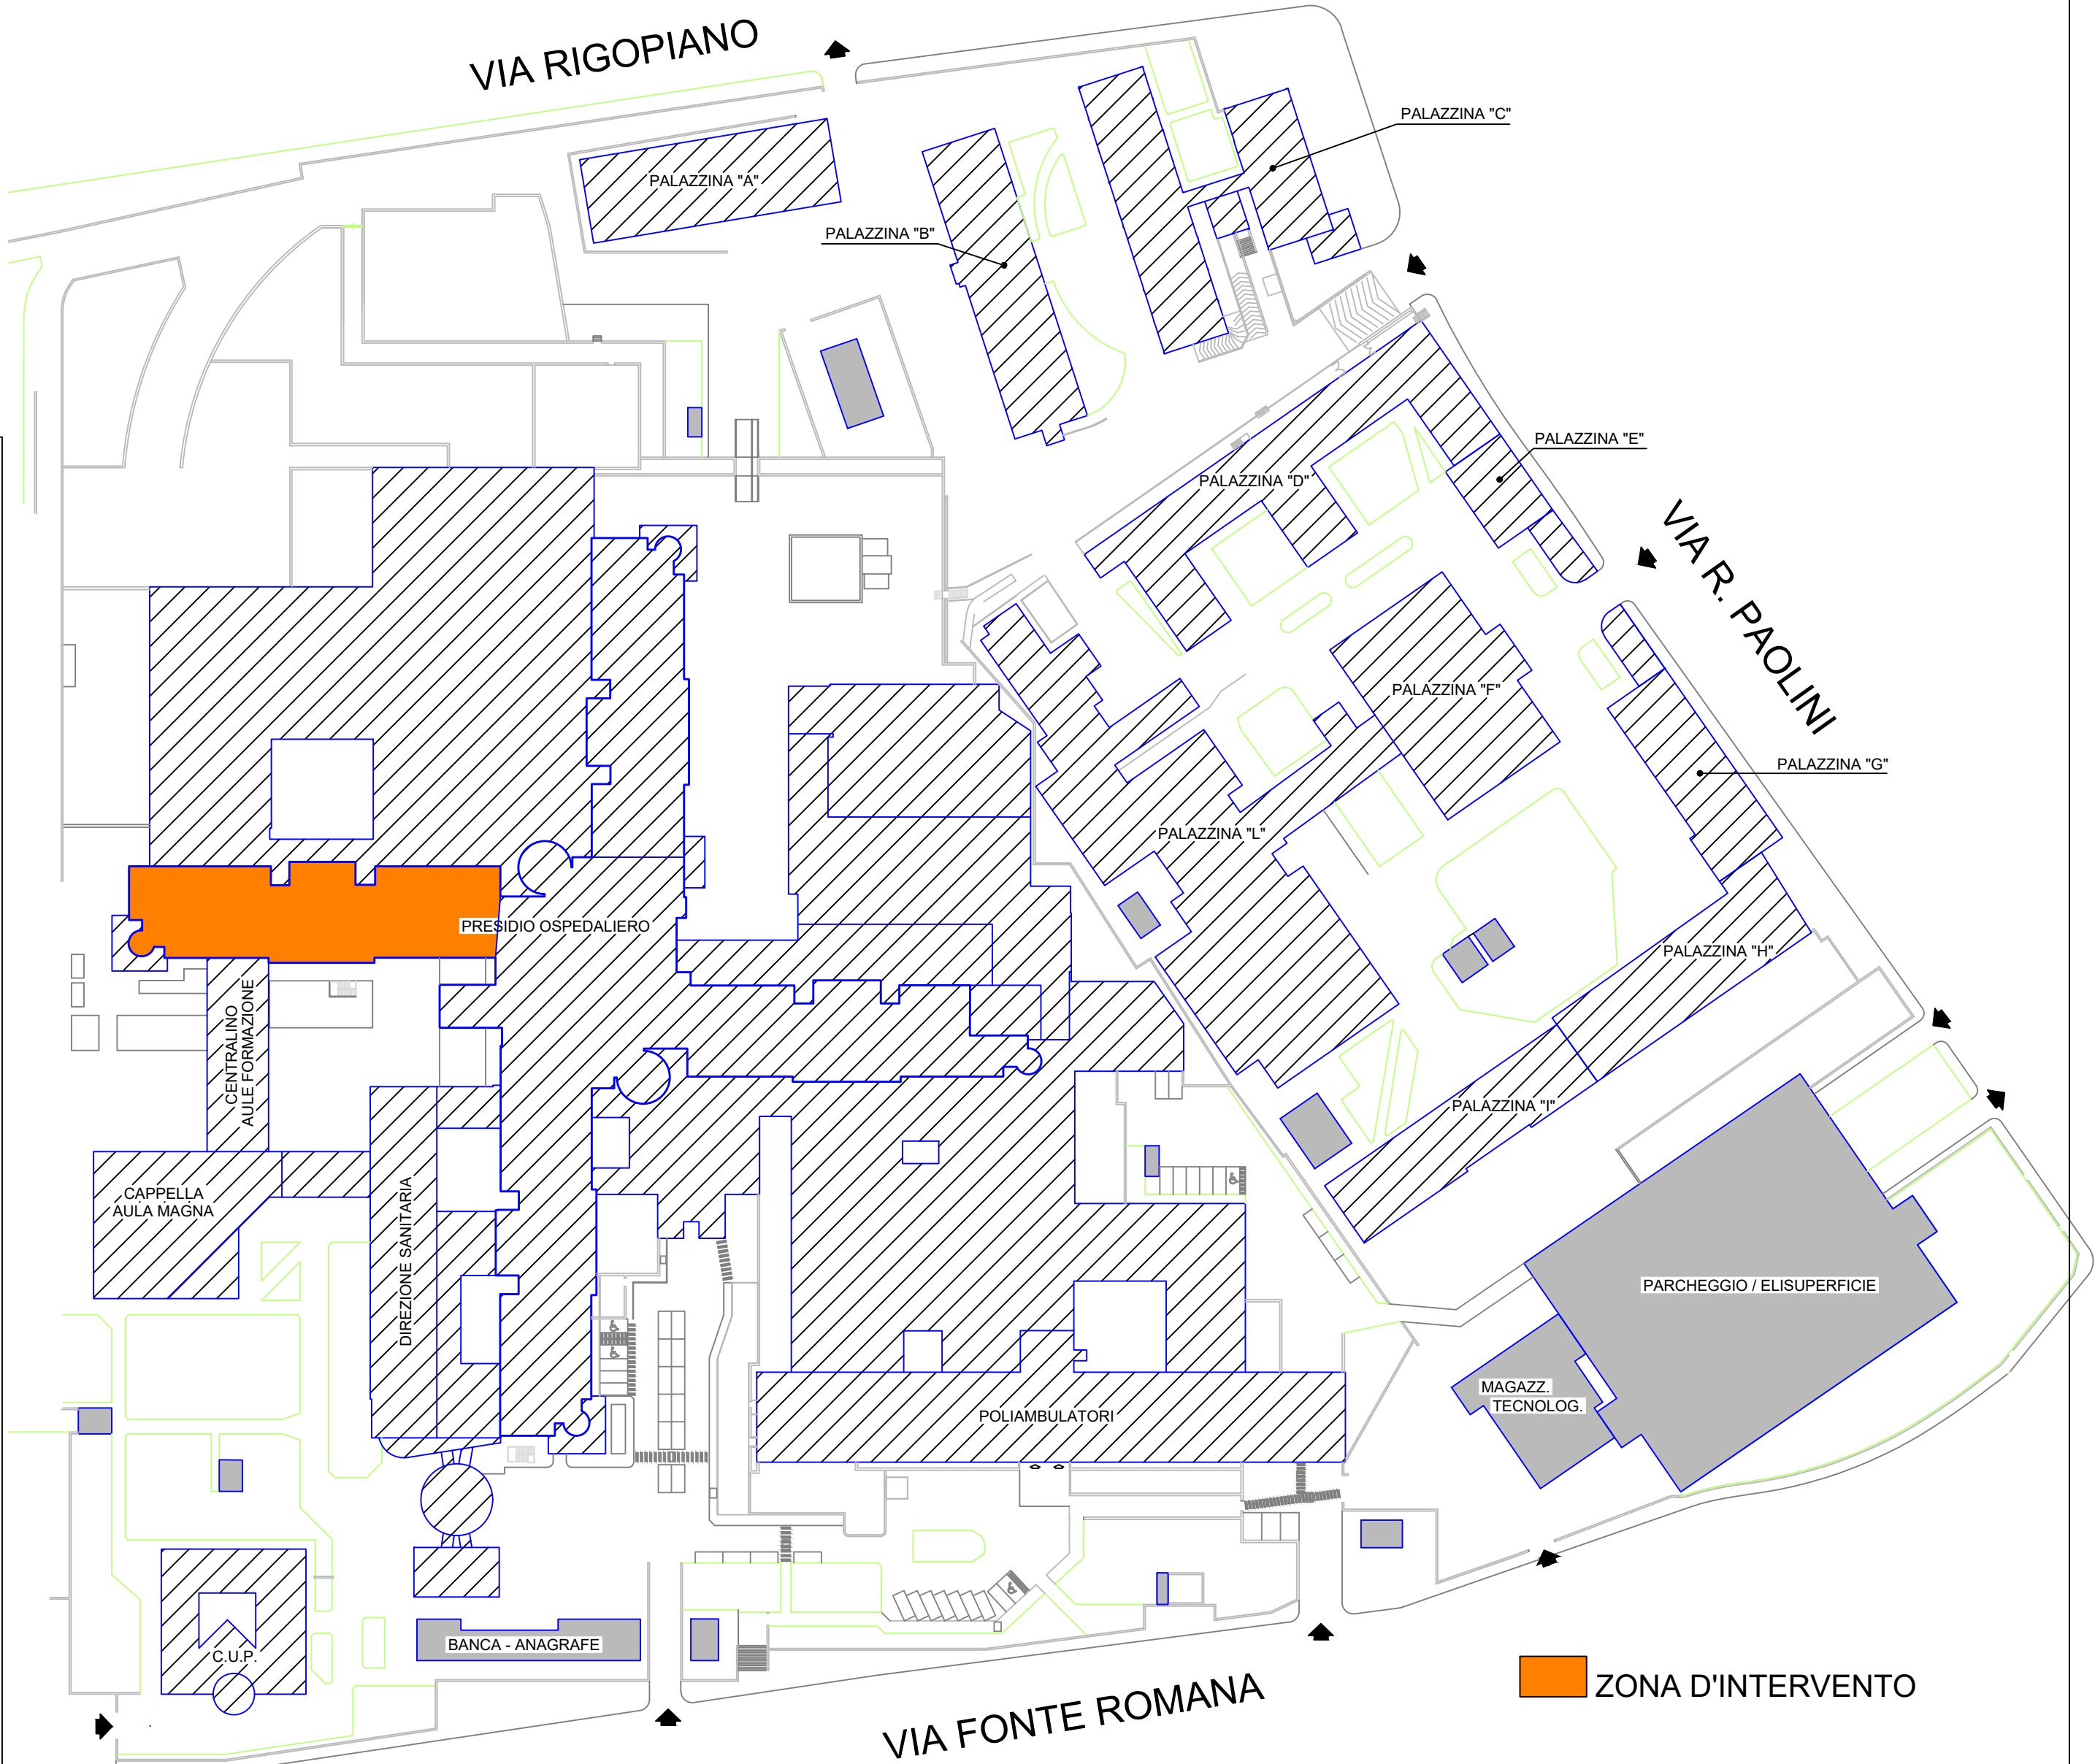 VIA RIGOPIANO
PALAZZINA "C"
PALAZZINA "A"
PALAZZINA "B"
PALAZZINA "E"
PALAZZINA "D"
VIA R. PAOLINI
PALAZZINA "F"
PALAZZINA "G"
PALAZZINA "L"
PRESIDIO OSPEDALIERO
PALAZZINA "H"
CENTRALINO
AULE FORMAZIONE
PALAZZINA "I"
CAPPELLA
AULA MAGNA
DIREZIONE SANITARIA
PARCHEGGIO / ELISUPERFICIE
MAGAZZ.
TECNOLOG.
POLIAMBULATORI
BANCA - ANAGRAFE
C.U.P.
ZONA D'INTERVENTO
VIA FONTE ROMANA